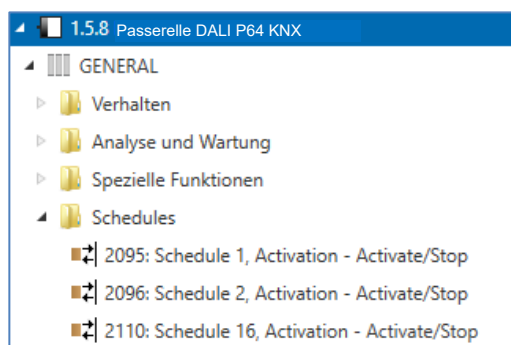 1.5.8 Passerelle DALI P64 KNX
GENERAL
Verhalten
Analyse und Wartung
Spezielle Funktionen
Schedules
2095: Schedule 1, Activation - Activate/Stop
2096: Schedule 2, Activation - Activate/Stop
2110: Schedule 16, Activation - Activate/Stop